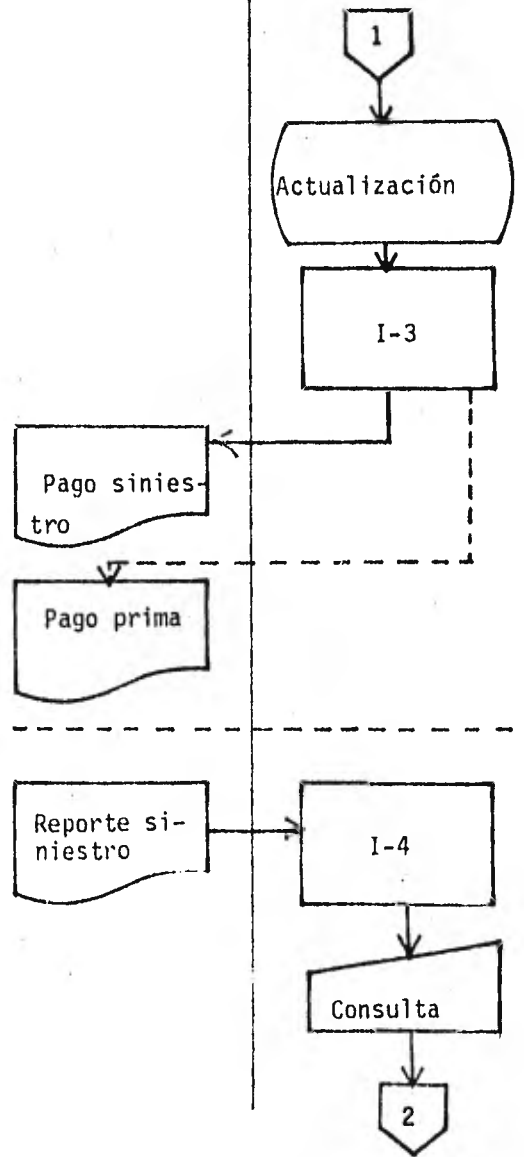 1
Actualización
I-3
Pago sinies-
tro
Pago prima
Reporte si-
niestro
I-4
Consulta
2